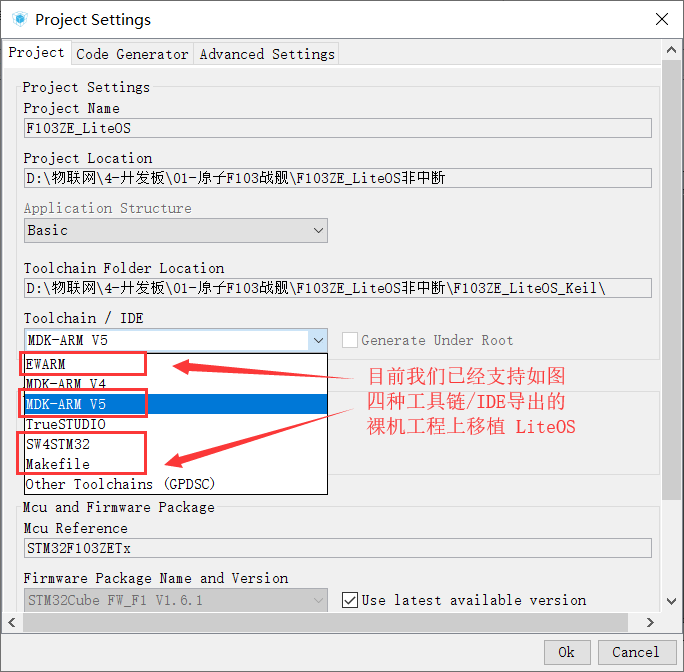 Project Settings
Project Code Generator Advanced Settings
Project Settings
Project Name
F103ZE_LiteOS
Project Location
D:\物联网\4-开发板\01-原子F103战舰\F103ZE_LiteOS非中断
Application Structure
Basic
Toolchain Folder Location
D:\物联网\4-开发板\01-原子F103战舰\F103ZE_LiteOS非中断\F103ZE_LiteOS_Keil\
Toolchain / IDE
MDK-ARM V5
Generate Under Root
EWARM
MDK-ARM V4
MDK-ARM V5
TrueSTUDIO
SW4STM32
Makefile
Other Toolchains (GPDSC)
目前我们已经支持如图
四种工具链/IDE导出的
裸机工程上移植 LiteOS
Mcu and Firmware Package
Mcu Reference
STM32F103ZETx
Firmware Package Name and Version
STM32Cube FW_F1 V1.6.1
Use latest available version
Ok Cancel